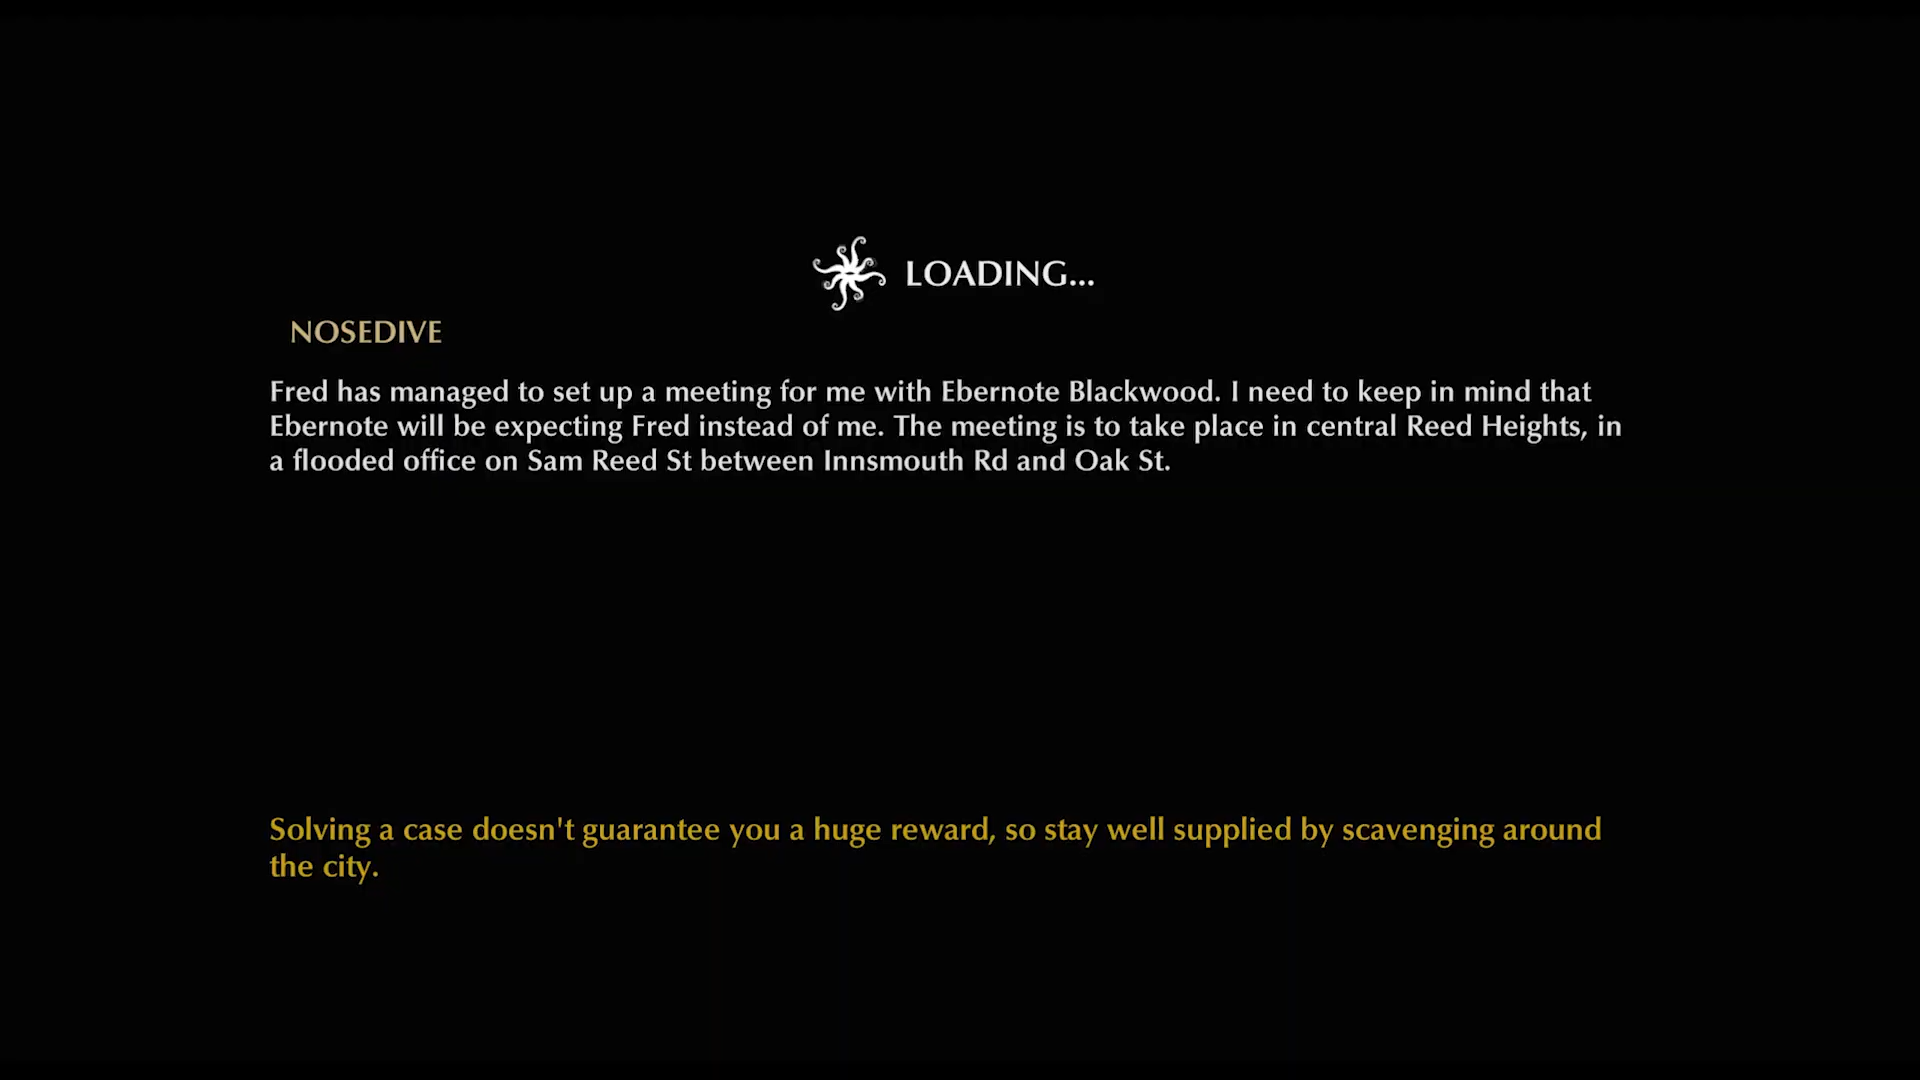 LOADING...
NOSEDIVE
Fred has managed to set up a meeting for me with Ebernote Blackwood. I need to keep in mind that
Ebernote will be expecting Fred instead of me. The meeting is to take place in central Reed Heights, in
a flooded office on Sam Reed St between Innsmouth Rd and Oak St.
Solving a case doesn't guarantee you a huge reward, so stay well supplied by scavenging around
the city.